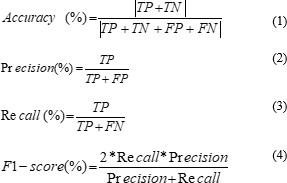 Accuracy (%) = |TP+TN| / |TP+TN+FP+FN| (1)
Pr ecision(%) = TP / TP+FP (2)
Re call (%) = TP / TP+FN (3)
F1−score(%) = 2*Re call*Pr ecision / Pr ecision+Re call (4)